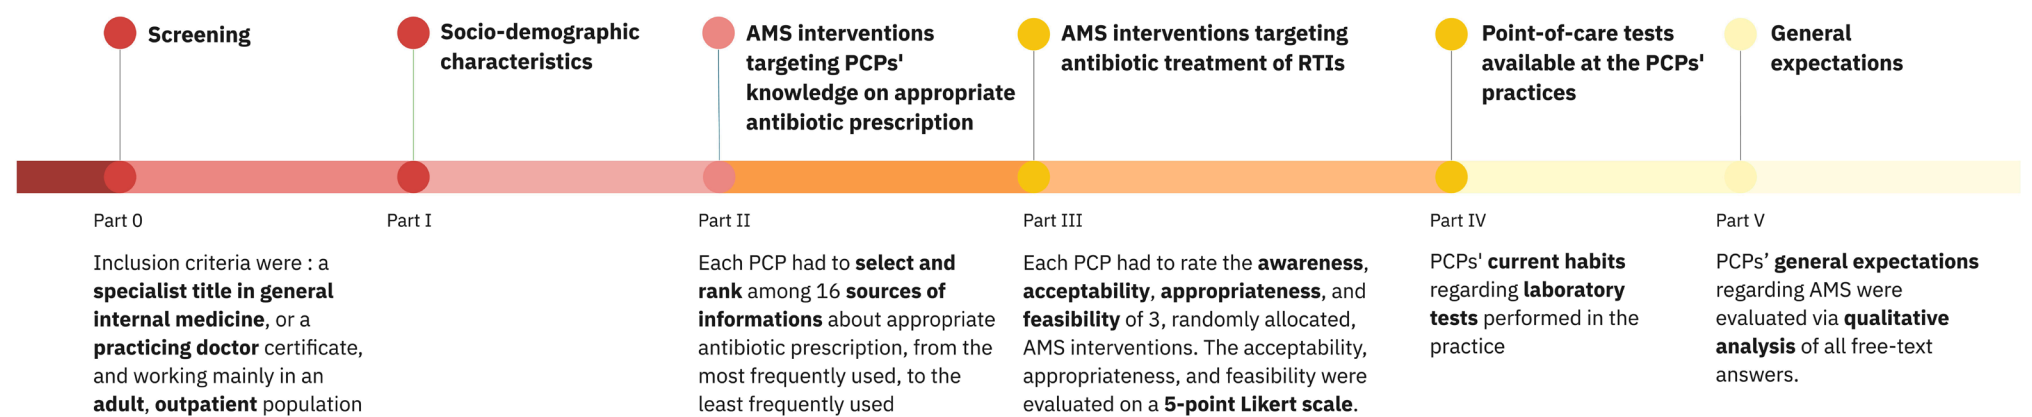 Screening
Socio-demographic
characteristics
AMS interventions
targeting PCPs'
knowledge on appropriate
antibiotic prescription
AMS interventions targeting
antibiotic treatment of RTIs
Point-of-care tests
available at the PCPs'
practices
General
expectations
Part 0
Inclusion criteria were : a
specialist title in general
internal medicine, or a
practicing doctor certificate,
and working mainly in an
adult, outpatient population
Part I
Part II
Each PCP had to select and
rank among 16 sources of
informations about appropriate
antibiotic prescription, from the
most frequently used, to the
least frequently used
Part III
Each PCP had to rate the awareness,
acceptability, appropriateness, and
feasibility of 3, randomly allocated,
AMS interventions. The acceptability,
appropriateness, and feasibility were
evaluated on a 5-point Likert scale.
Part IV
PCPs' current habits
regarding laboratory
tests performed in the
practice
Part V
PCPs’ general expectations
regarding AMS were
evaluated via qualitative
analysis of all free-text
answers.